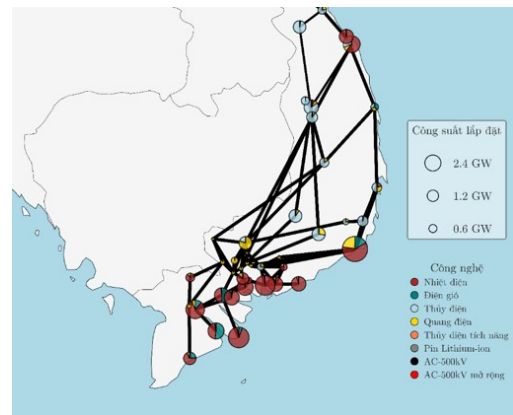 Công suất lắp đặt
2.4 GW
1.2 GW
0.6 GW
Công nghệ
Nhiệt điện
Điện gió
Thủy điện
Quang điện
Thủy điện tích năng
Pin Lithium-ion
AC-500kV
AC-500kV mở rộng